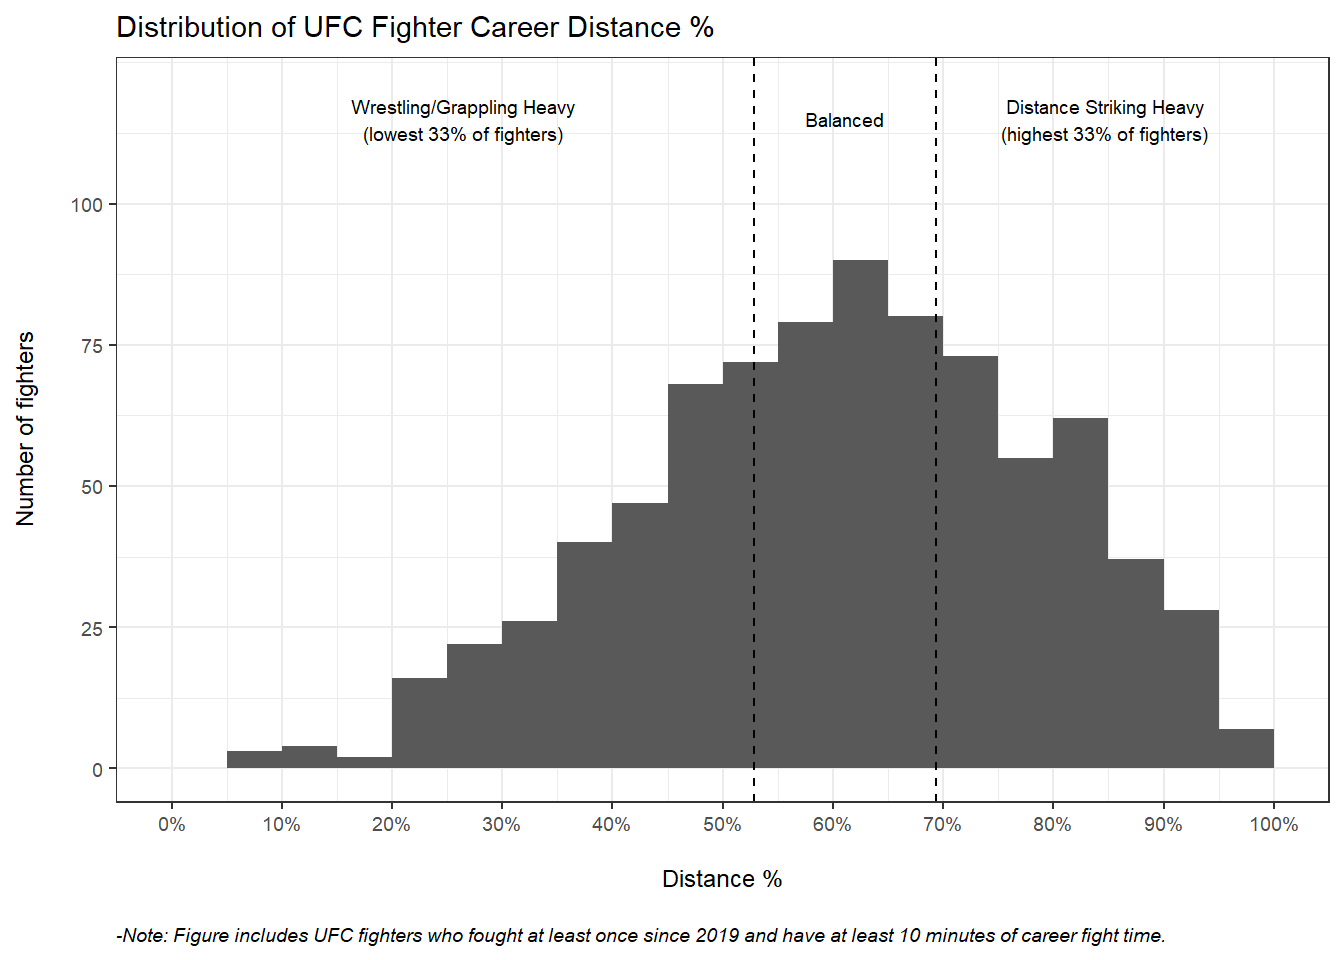 Distribution of UFC Fighter Career Distance %
Wrestling/Grappling Heavy
(lowest 33% of fighters)
Balanced
Distance Striking Heavy
(highest 33% of fighters)
Number of fighters
100
75
50
25
0
0% 10% 20% 30% 40% 50% 60% 70% 80% 90% 100%
Distance %
-Note: Figure includes UFC fighters who fought at least once since 2019 and have at least 10 minutes of career fight time.